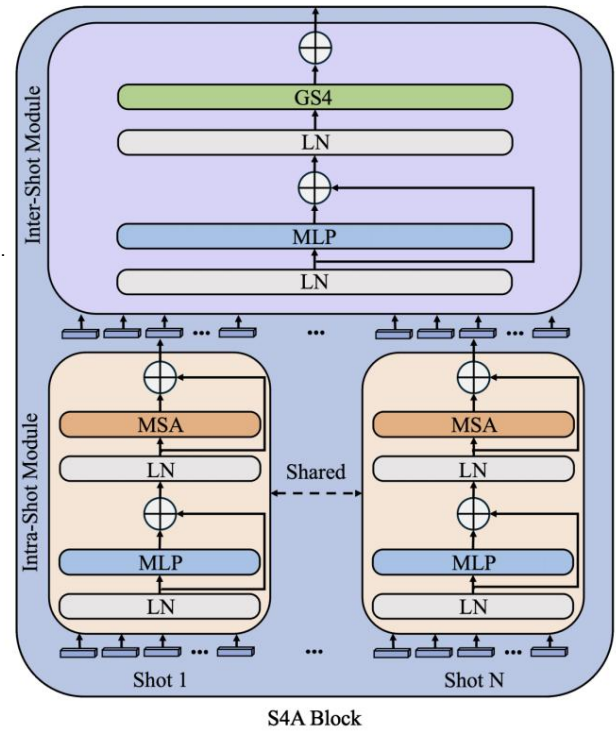 Inter-Shot Module
GS4
LN
MLP
LN
...
...
...
Intra-Shot Module
MSA
LN
MLP
LN
Shared
MSA
LN
MLP
LN
...
...
...
Shot 1
Shot N
S4A Block